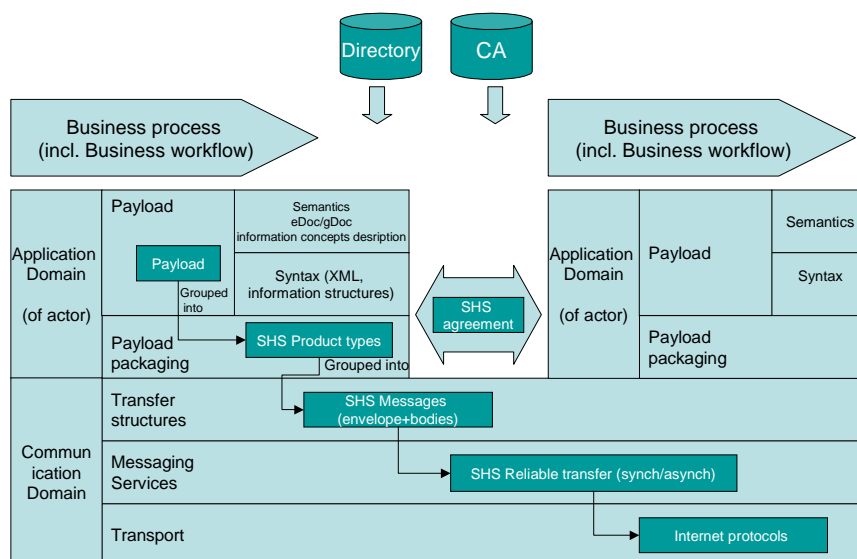 Directory
CA
Business process
(incl. Business workflow)
Business process
(incl. Business workflow)
Application
Domain
(of actor)
Payload
Payload
Grouped
into
Semantics
eDoc/gDoc
information concepts desription
Syntax (XML,
information structures)
Payload
packaging
SHS Product types
Grouped into
SHS
agreement
Application
Domain
(of actor)
Payload
Semantics
Syntax
Payload
packaging
Commun
ication
Domain
Transfer
structures
SHS Messages
(envelope+bodies)
Messaging
Services
SHS Reliable transfer (synch/asynch)
Transport
Internet protocols